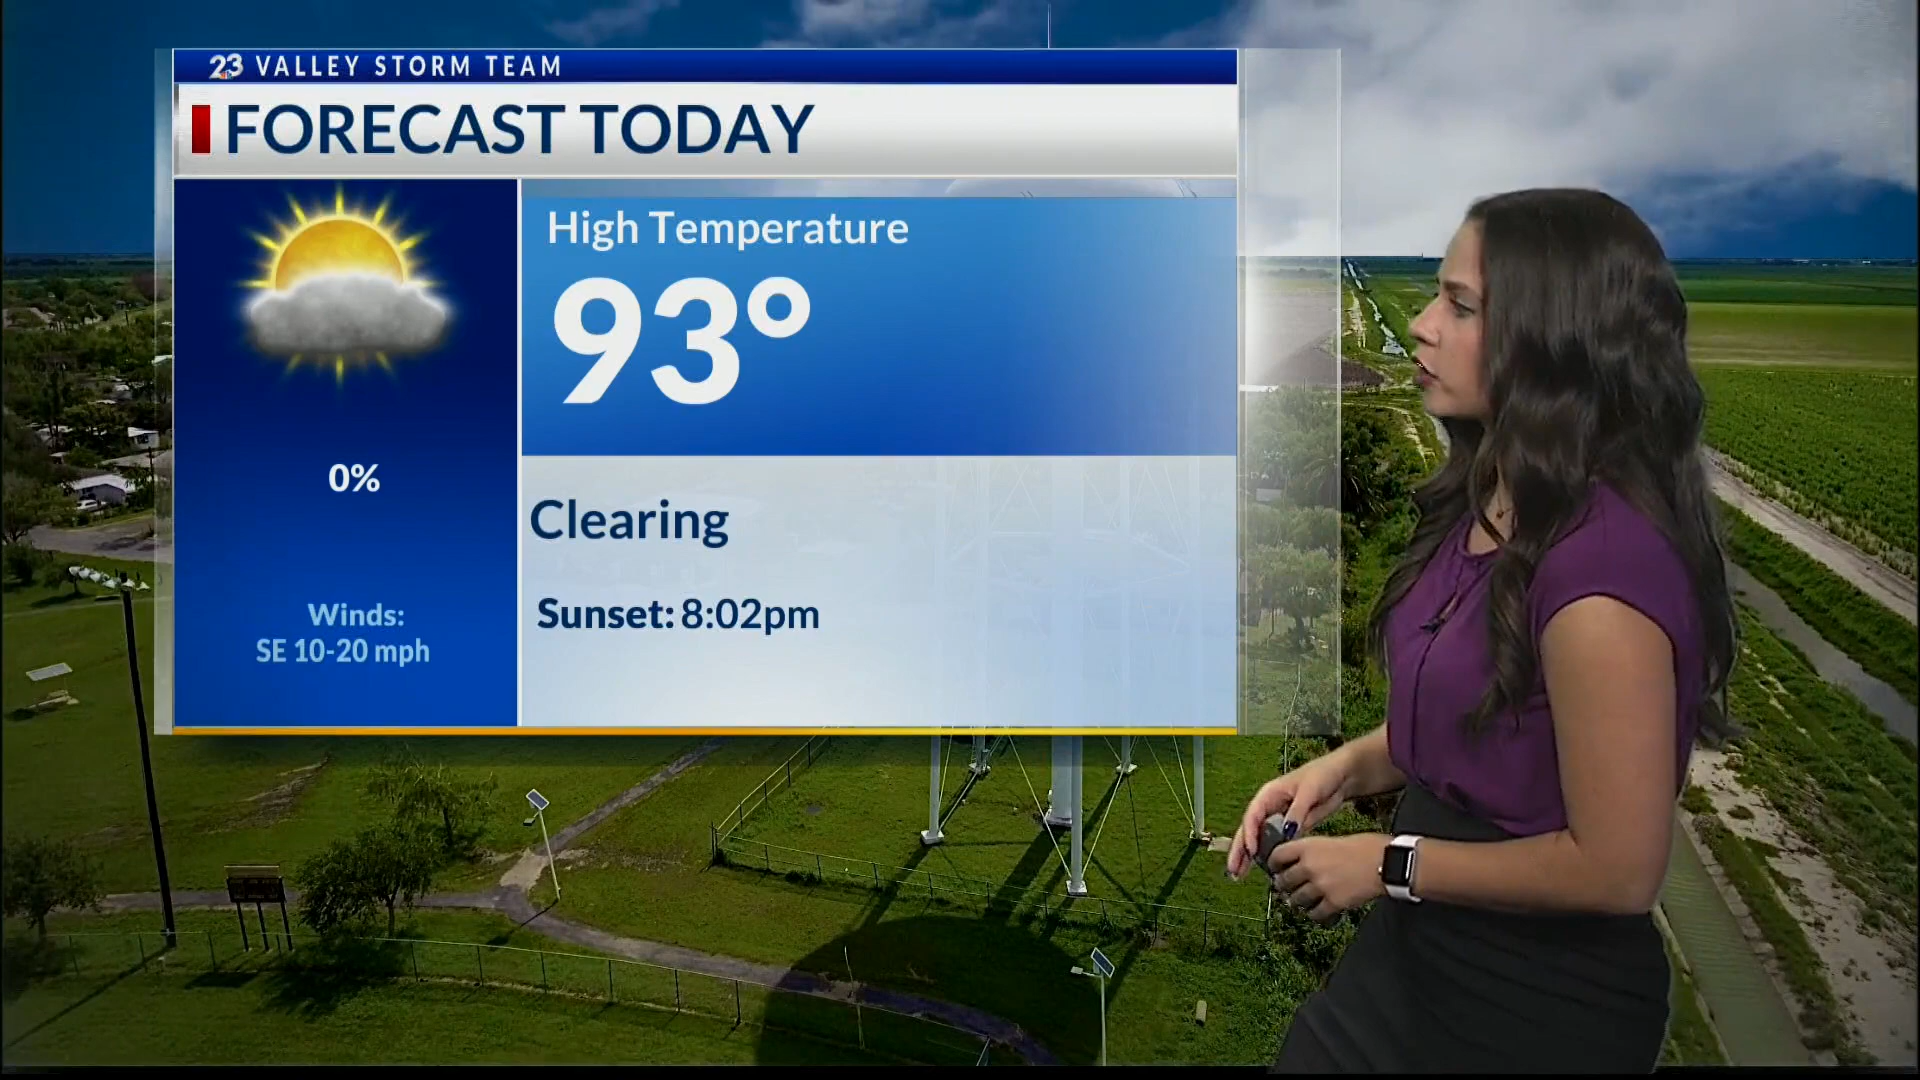 23 VALLEY STORM TEAM
FORECAST TODAY
High Temperature
93°
0%
Clearing
Sunset: 8:02pm
Winds:
SE 10-20 mph